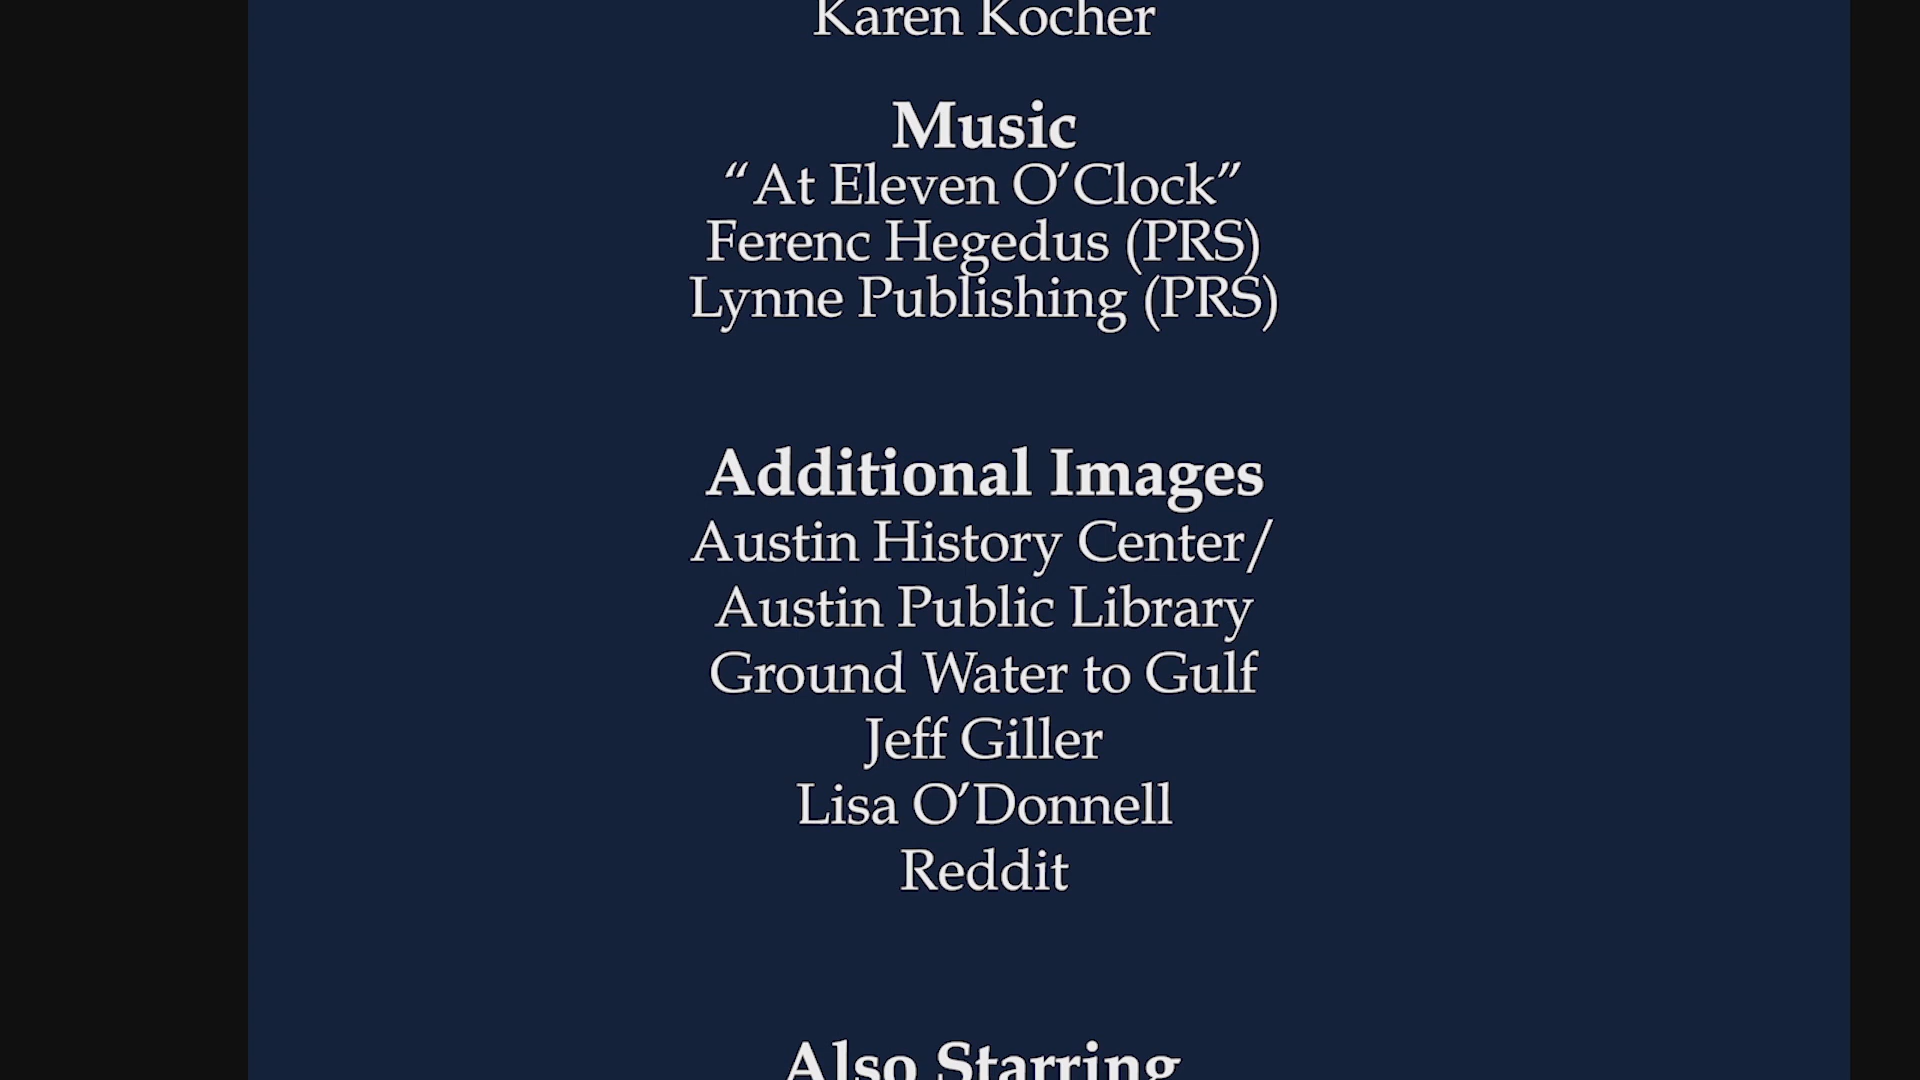 Karen Kocher
Music
“At Eleven O’Clock”
Ferenc Hegedus (PRS)
Lynne Publishing (PRS)
Additional Images
Austin History Center/
Austin Public Library
Ground Water to Gulf
Jeff Giller
Lisa O’Donnell
Reddit
Also Starring